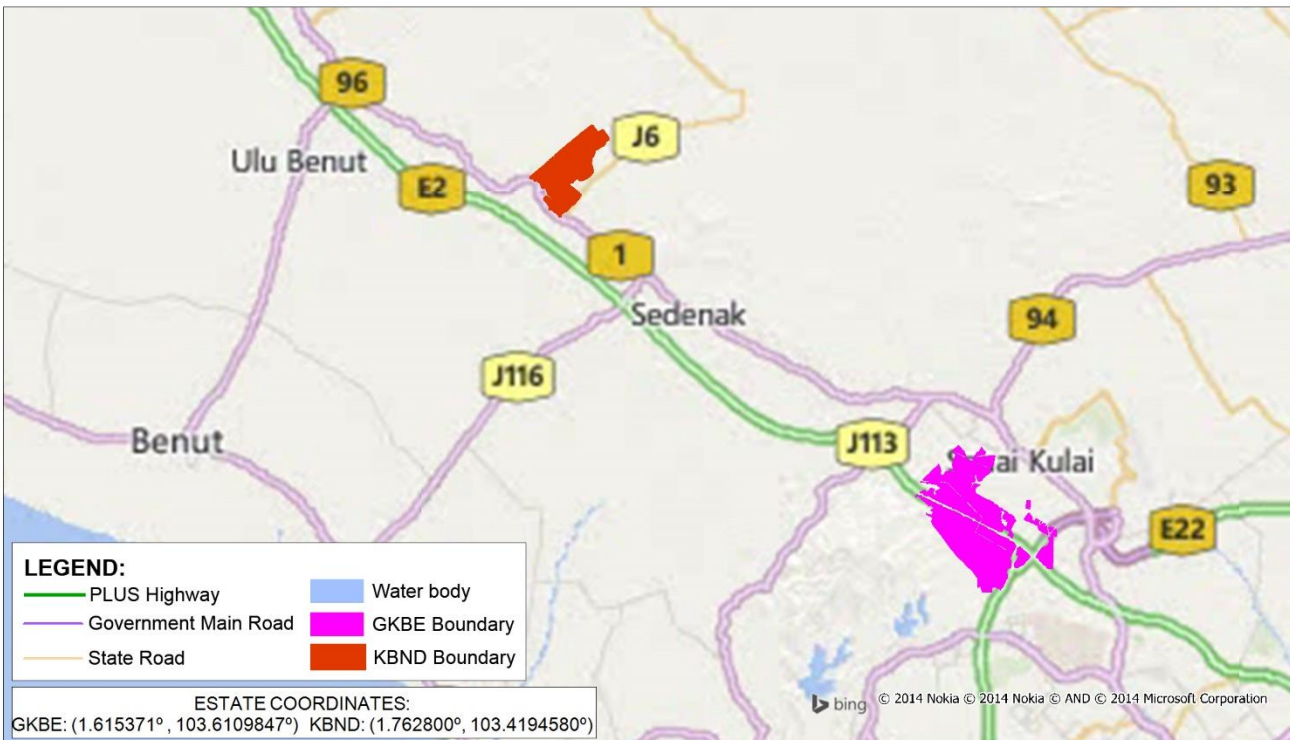 96
J6
Ulu Benut
E2
93
1
Sedenak
94
J116
Benut
J113
Kulai
E22
LEGEND:
PLUS Highway
Water body
Government Main Road
GKBE Boundary
State Road
KBND Boundary
ESTATE COORDINATES:
GKBE: (1.615371º , 103.6109847º) KBND: (1.762800º, 103.4194580º)
bing
© 2014 Nokia © 2014 Nokia © AND © 2014 Microsoft Corporation